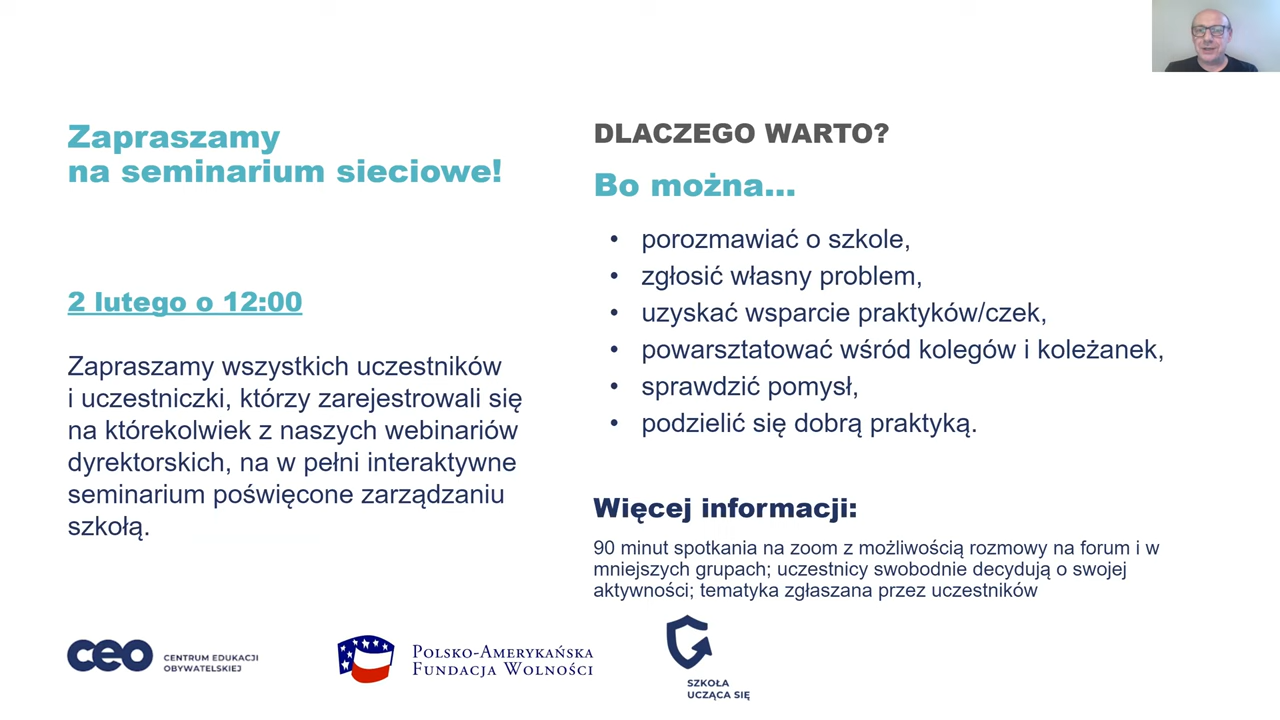 Zapraszamy
na seminarium sieciowe!
2 lutego o 12:00
Zapraszamy wszystkich uczestników
i uczestniczki, którzy zarejestrowali się
na którekolwiek z naszych webinariów
dyrektorskich, na w pełni interaktywne
seminarium poświęcone zarządzaniu
szkołą.
DLACZEGO WARTO?
Bo można...
• porozmawiać o szkole,
• zgłosić własny problem,
• uzyskać wsparcie praktyków/czek,
• powarsztatować wśród kolegów i koleżanek,
• sprawdzić pomysł,
• podzielić się dobrą praktyką.
Więcej informacji:
90 minut spotkania na zoom z możliwością rozmowy na forum i w
mniejszych grupach; uczestnicy swobodnie decydują o swojej
aktywności; tematyka zgłaszana przez uczestników
ceo CENTRUM EDUKACJI
OBYWATELSKIEJ
POLSKO-AMERYKAŃSKA
FUNDACJA WOLNOŚCI
SZKOŁA
UCZĄCA SIĘ